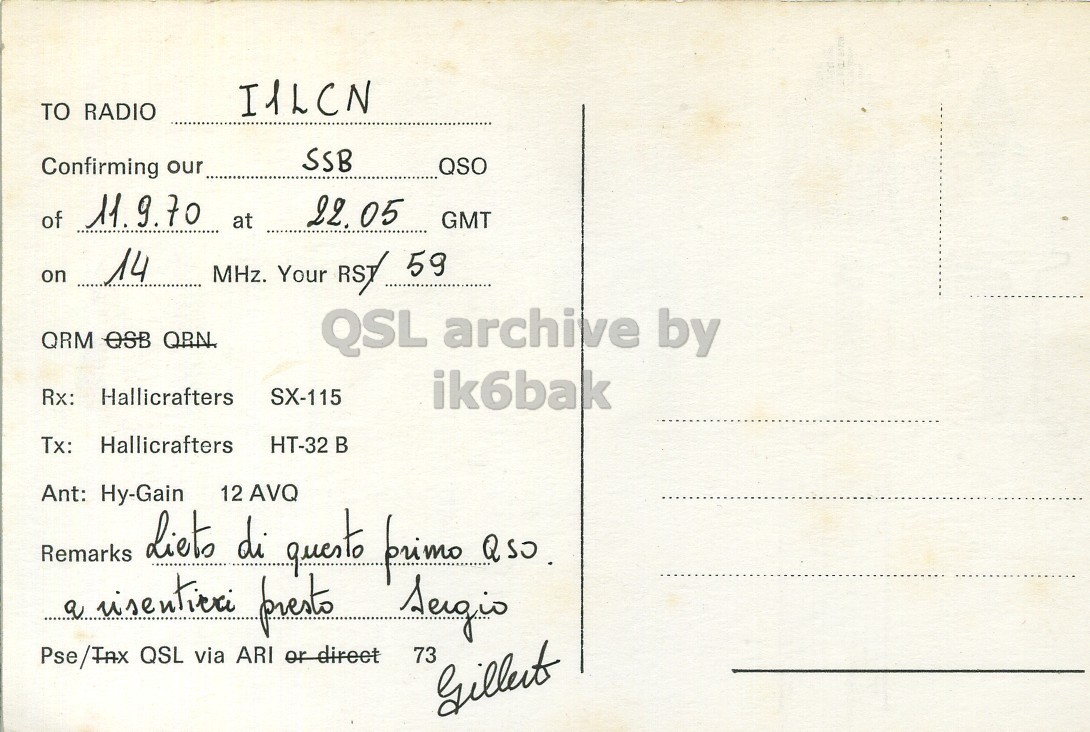 TO RADIO I1LCN
Confirming our SSB QSO
of 11.9.70 at 22.05 GMT
on 14 MHz. Your RST/ 59
QRM QSB QRN.
QSL archive by
ik6bak
Rx: Hallicrafters SX-115
Tx: Hallicrafters HT-32 B
Ant: Hy-Gain 12 AVQ
Remarks Lieto di questo primo QSO.
a risentirci presto Sergio
Pse/Tnx QSL via ARI or direct 73
Gilbert